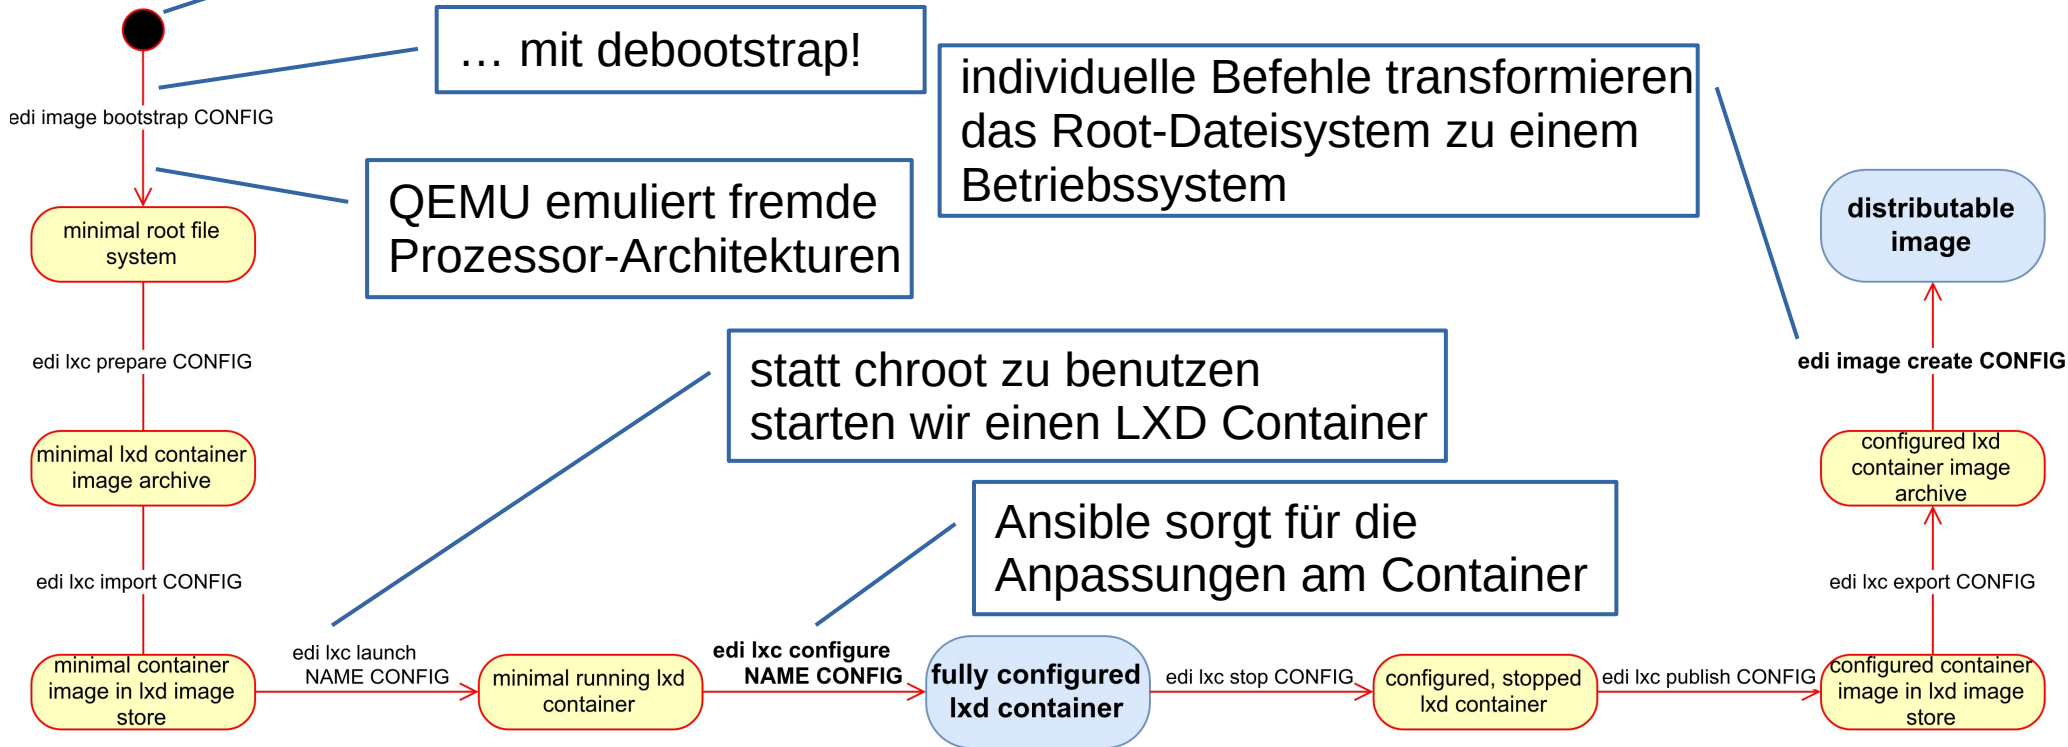 … mit debootstrap!
edi image bootstrap CONFIG
individuelle Befehle transformieren
das Root-Dateisystem zu einem
Betriebssystem
QEMU emuliert fremde
Prozessor-Architekturen
minimal root file
system
distributable
image
edi lxc prepare CONFIG
statt chroot zu benutzen
starten wir einen LXD Container
edi image create CONFIG
minimal lxd container
image archive
configured lxd
container image
archive
Ansible sorgt für die
Anpassungen am Container
edi lxc import CONFIG
edi lxc export CONFIG
minimal container
image in lxd image
store
edi lxc launch
NAME CONFIG
minimal running lxd
container
edi lxc configure
NAME CONFIG
fully configured
lxd container
edi lxc stop CONFIG
configured, stopped
lxd container
edi lxc publish CONFIG
configured container
image in lxd image
store